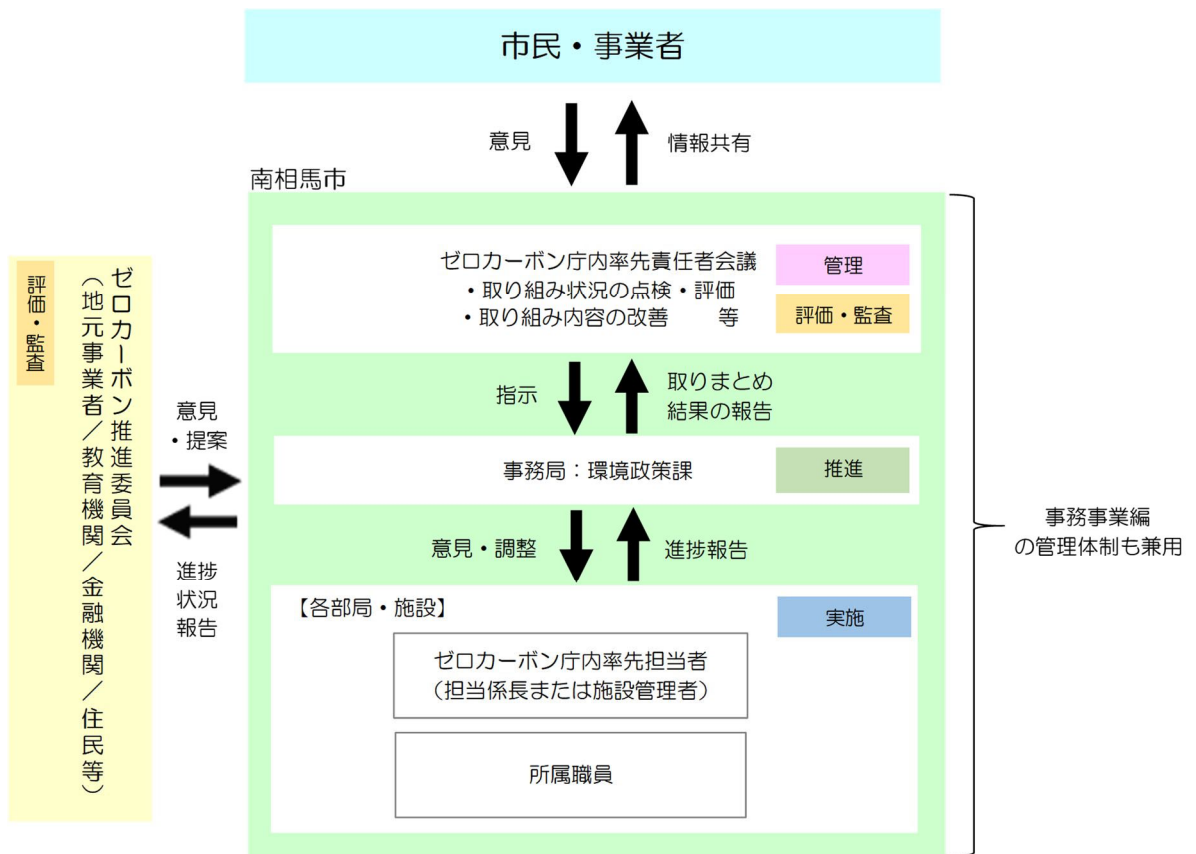 市民・事業者
意見
情報共有
南相馬市
ゼロカーボン庁内率先責任者会議
・取り組み状況の点検・評価
・取り組み内容の改善　等
管理
評価・監査
指示
取りまとめ
結果の報告
事務局：環境政策課
推進
意見・調整
進捗報告
【各部局・施設】
実施
ゼロカーボン庁内率先担当者
（担当係長または施設管理者）
所属職員
ゼロカーボン推進委員会
（地元事業者／教育機関／金融機関／住民等）
評価・監査
意見
・提案
進捗
状況
報告
事務事業編
の管理体制も兼用